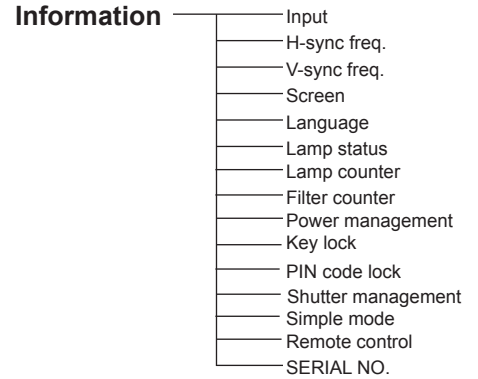 Information
Input
H-sync freq.
V-sync freq.
Screen
Language
Lamp status
Lamp counter
Filter counter
Power management
Key lock
PIN code lock
Shutter management
Simple mode
Remote control
SERIAL NO.